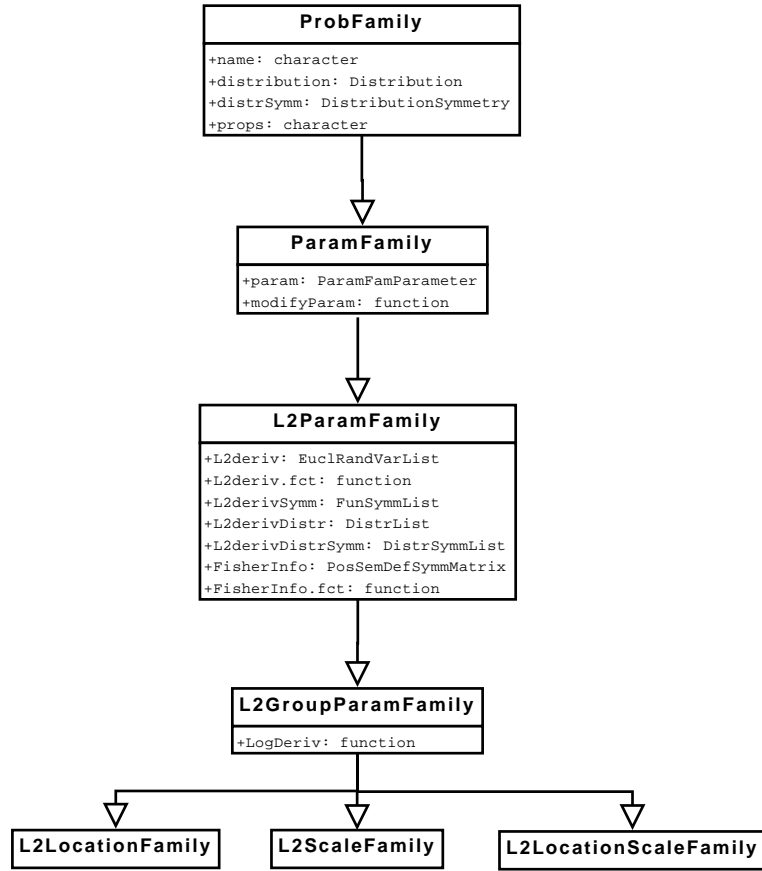 ProbFamily
+name: character
+distribution: Distribution
+distrSymm: DistributionSymmetry
+props: character
ParamFamily
+param: ParamFamParameter
+modifyParam: function
L2ParamFamily
+L2deriv: EuclRandVarList
+L2deriv.fct: function
+L2derivSymm: FunSymmList
+L2derivDistr: DistrList
+L2derivDistrSymm: DistrSymmList
+FisherInfo: PosSemDefSymmMatrix
+FisherInfo.fct: function
L2GroupParamFamily
+LogDeriv: function
L2LocationFamily
L2ScaleFamily
L2LocationScaleFamily